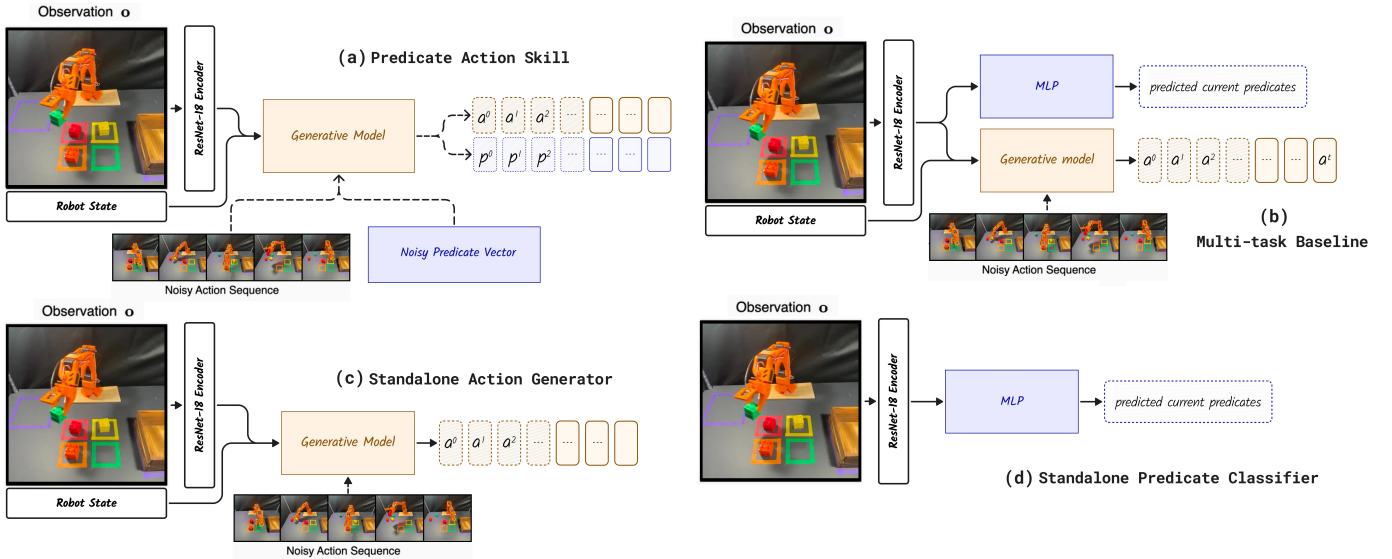 Observation o
ResNet-18 Encoder
Robot State
(a) Predicate Action Skill
Generative Model
a⁰ a¹ a² ... ... ...
p⁰ p¹ p² ... ... ...
Noisy Action Sequence
Noisy Predicate Vector
Observation o
ResNet-18 Encoder
Robot State
MLP
predicted current predicates
Generative model
a⁰ a¹ a² ... ... ... aᵗ
Noisy Action Sequence
(b)
Multi-task Baseline
Observation o
ResNet-18 Encoder
Robot State
(c) Standalone Action Generator
Generative Model
a⁰ a¹ a² ... ... ...
Noisy Action Sequence
Observation o
ResNet-18 Encoder
MLP
predicted current predicates
(d) Standalone Predicate Classifier